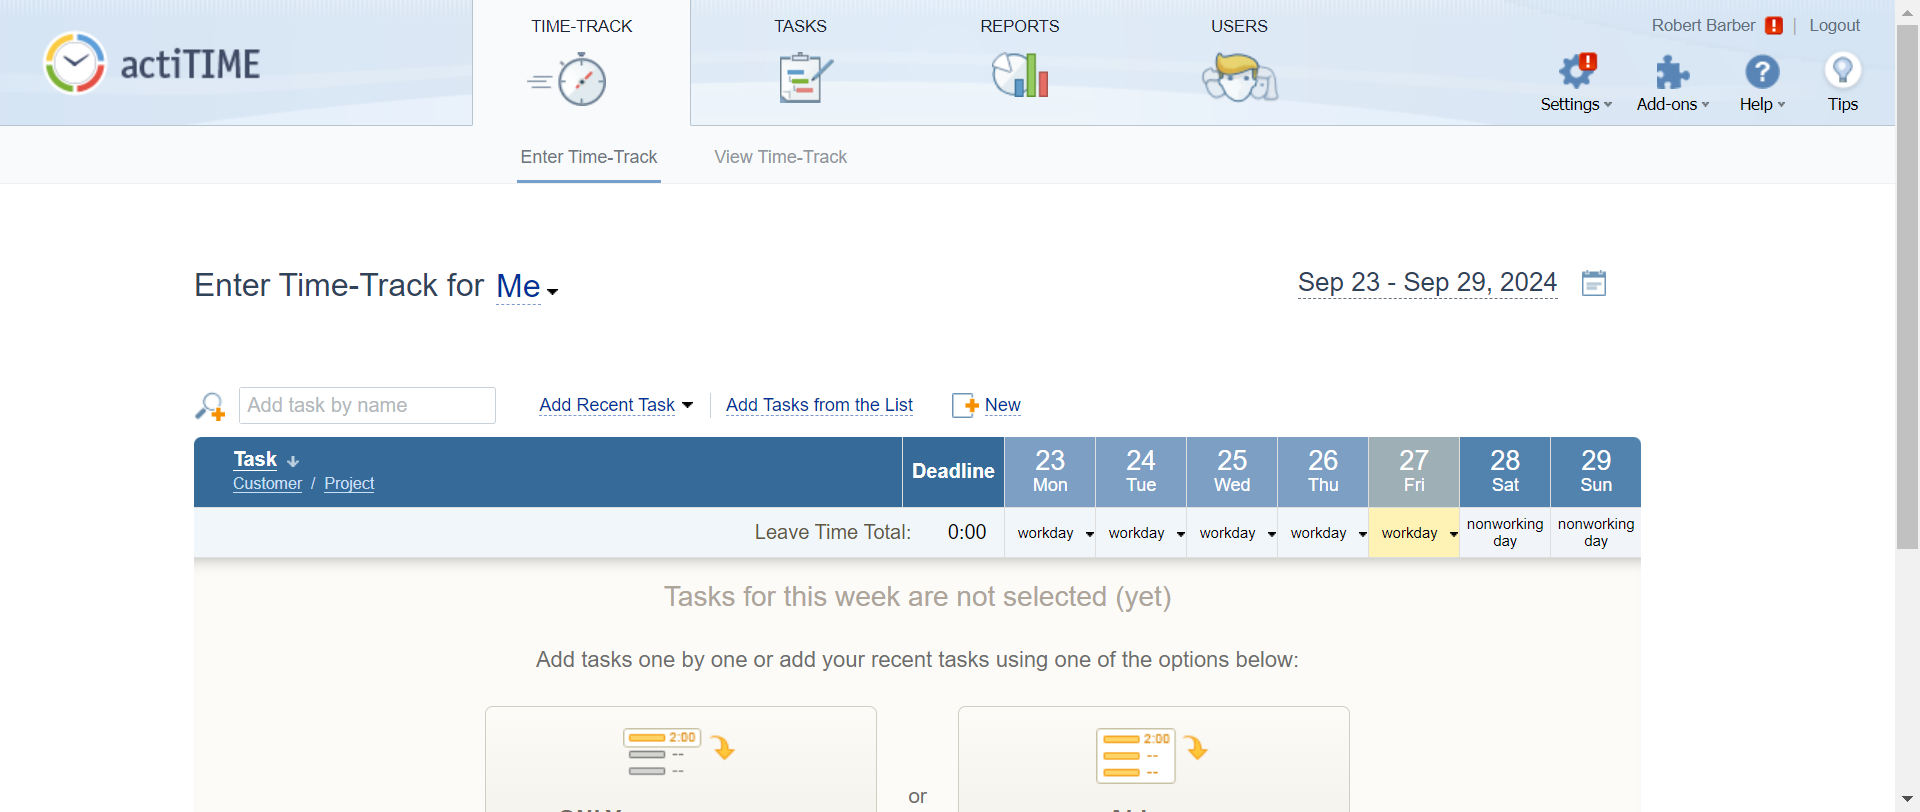 actiTIME
TIME-TRACK
TASKS
REPORTS
USERS
Robert Barber ! | Logout
Settings
Add-ons
Help
Tips
Enter Time-Track
View Time-Track
Enter Time-Track for Me
Sep 23 - Sep 29, 2024
Add task by name
Add Recent Task
Add Tasks from the List
New
Task
Customer / Project
Deadline
23 Mon
24 Tue
25 Wed
26 Thu
27 Fri
28 Sat
29 Sun
Leave Time Total: 0:00
workday
workday
workday
workday
workday
nonworking day
nonworking day
Tasks for this week are not selected (yet)
Add tasks one by one or add your recent tasks using one of the options below:
2:00
2:00
or